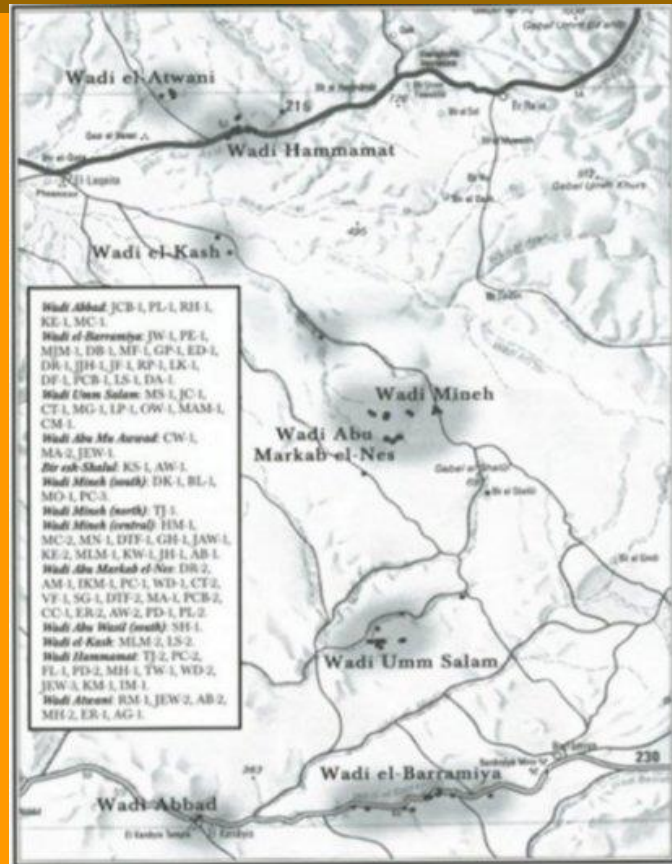 Wadi el-Atwani
216
Wadi Hammamat
El-Laqeita
Wadi el-Kash
495
Wadi Abbad: JCB-1, PL-1, RH-1,
KE-1, MC-1.
Wadi el-Barramiya: JW-1, PE-1,
MJM-1, DB-1, MF-1, GP-1, ED-1,
DR-1, JJH-1, JF-1, RP-1, LK-1,
DF-1, PCB-1, LS-1, DA-1.
Wadi Umm Salam: MS-1, JC-1,
CT-1, MG-1, LP-1, OW-1, MAM-1,
CM-1.
Wadi Abu Mu Awwad: CW-1,
MA-2, JEW-1.
Bir esh-Shalul: KS-1, AW-1.
Wadi Mineh (south): DK-1, BL-1,
MO-1, PC-3.
Wadi Mineh (north): TJ-1.
Wadi Mineh (central): HM-1,
MC-2, MN-1, DTF-1, GH-1, JAW-1,
KE-2, MLM-1, KW-1, JH-1, AB-1.
Wadi Abu Markab el-Nes: DR-2,
AM-1, IKM-1, PC-1, WD-1, CT-2,
VF-1, SG-1, DTF-2, MA-1, PCB-2,
CC-1, ER-2, AW-2, PD-1, PL-2.
Wadi Abu Wasil (south): SH-1.
Wadi el-Kash: MLM-2, LS-2.
Wadi Hammamat: TJ-2, PC-2,
FL-1, PD-2, MH-1, TW-1, WD-2,
JEW-3, KM-1, IM-1.
Wadi Atwani: RM-1, JEW-2, AB-2,
MH-2, ER-1, AG-1.
Wadi Mineh
Wadi Abu
Markab el-Nes
Wadi Umm Salam
Wadi el-Barramiya
230
Wadi Abbad